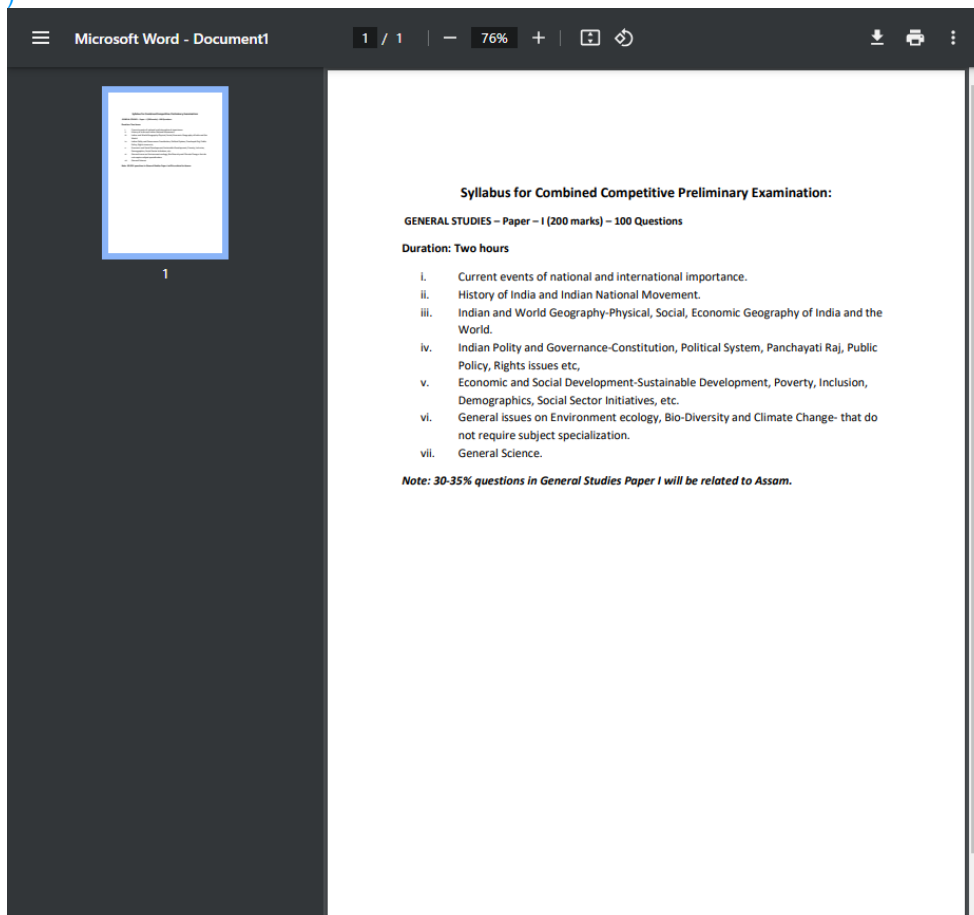 Microsoft Word - Document1
1 / 1
76%
1
Syllabus for Combined Competitive Preliminary Examination:
GENERAL STUDIES – Paper – I (200 marks) – 100 Questions
Duration: Two hours
i. Current events of national and international importance.
ii. History of India and Indian National Movement.
iii. Indian and World Geography-Physical, Social, Economic Geography of India and the
World.
iv. Indian Polity and Governance-Constitution, Political System, Panchayati Raj, Public
Policy, Rights issues etc,
v. Economic and Social Development-Sustainable Development, Poverty, Inclusion,
Demographics, Social Sector Initiatives, etc.
vi. General issues on Environment ecology, Bio-Diversity and Climate Change- that do
not require subject specialization.
vii. General Science.
Note: 30-35% questions in General Studies Paper I will be related to Assam.